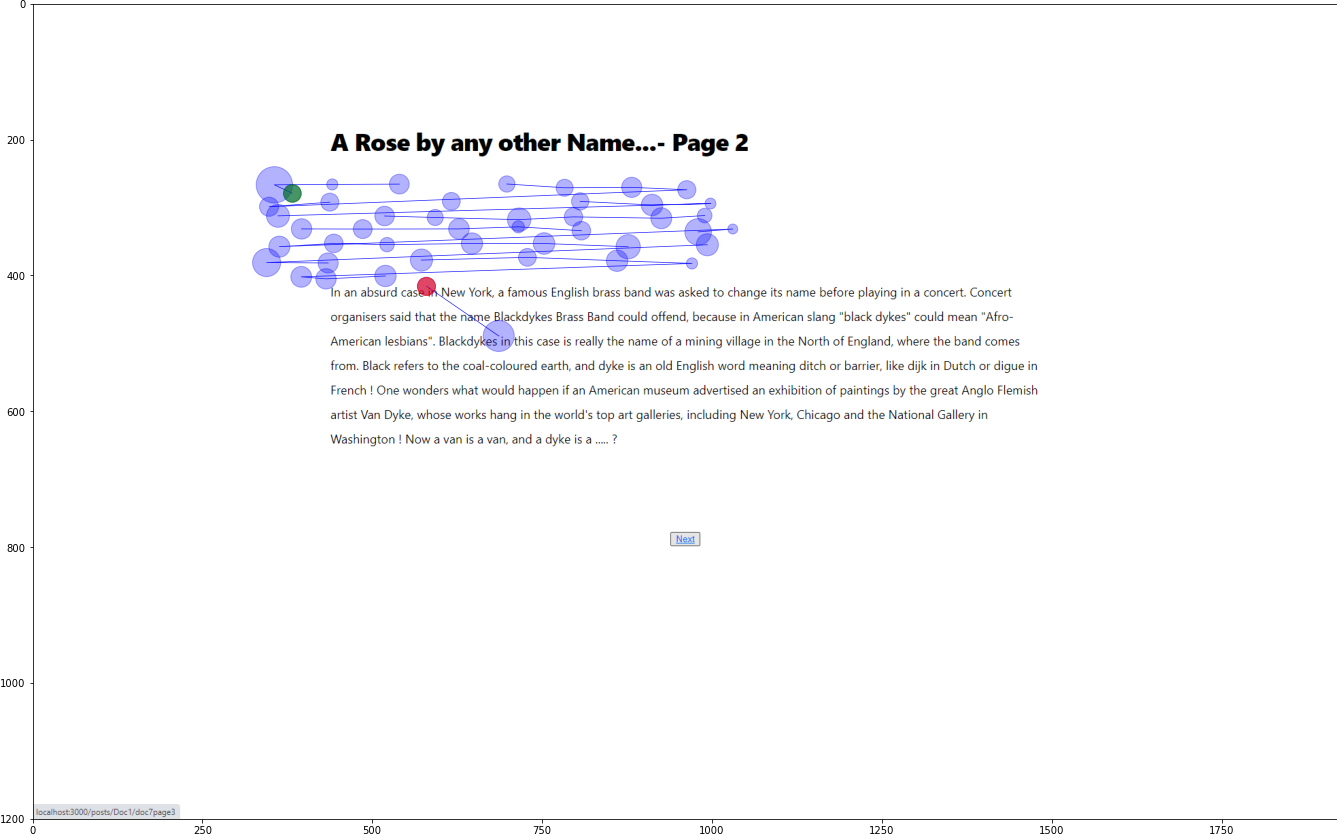 0
200
A Rose by any other Name...- Page 2
400
In an absurd case in New York, a famous English brass band was asked to change its name before playing in a concert. Concert
organisers said that the name Blackdykes Brass Band could offend, because in American slang "black dykes" could mean "Afro-
American lesbians". Blackdykes in this case is really the name of a mining village in the North of England, where the band comes
from. Black refers to the coal-coloured earth, and dyke is an old English word meaning ditch or barrier, like dijk in Dutch or digue in
French ! One wonders what would happen if an American museum advertised an exhibition of paintings by the great Anglo Flemish
600
artist Van Dyke, whose works hang in the world's top art galleries, including New York, Chicago and the National Gallery in
Washington ! Now a van is a van, and a dyke is a ..... ?
Next
800
1000
localhost:3000/posts/Doc1/doc7page3
1200
0 250 500 750 1000 1250 1500 1750